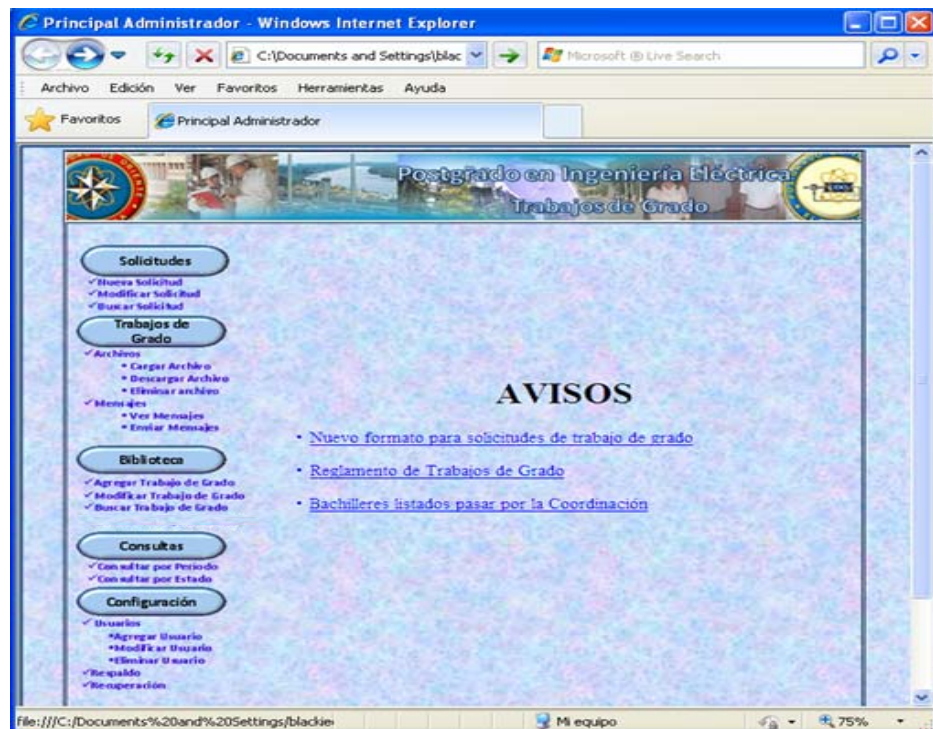 Principal Administrador - Windows Internet Explorer
C:\Documents and Settings\blac
Microsoft ® Live Search
Archivo Edición Ver Favoritos Herramientas Ayuda
Favoritos
Principal Administrador
DE ORIENTE
Postgrado en Ingeniería Eléctrica
Trabajos de Grado
Solicitudes
Nueva Solicitud
Modificar Solicitud
Buscar Solicitud
Trabajos de
Grado
Archivos
Cargar Archivo
Descargar Archivo
Eliminar archivo
Mensajes
Ver Mensajes
Enviar Mensajes
Biblioteca
Agregar Trabajo de Grado
Modificar Trabajo de Grado
Buscar Trabajo de Grado
Consultas
Consultar por Periodo
Consultar por Estado
Configuración
Usuarios
Agregar Usuario
Modificar Usuario
Eliminar Usuario
Respaldo
Recuperación
AVISOS
• Nuevo formato para solicitudes de trabajo de grado
• Reglamento de Trabajos de Grado
• Bachilleres listados pasar por la Coordinación
file:///C:/Documents%20and%20Settings/blackie
Mi equipo
75%